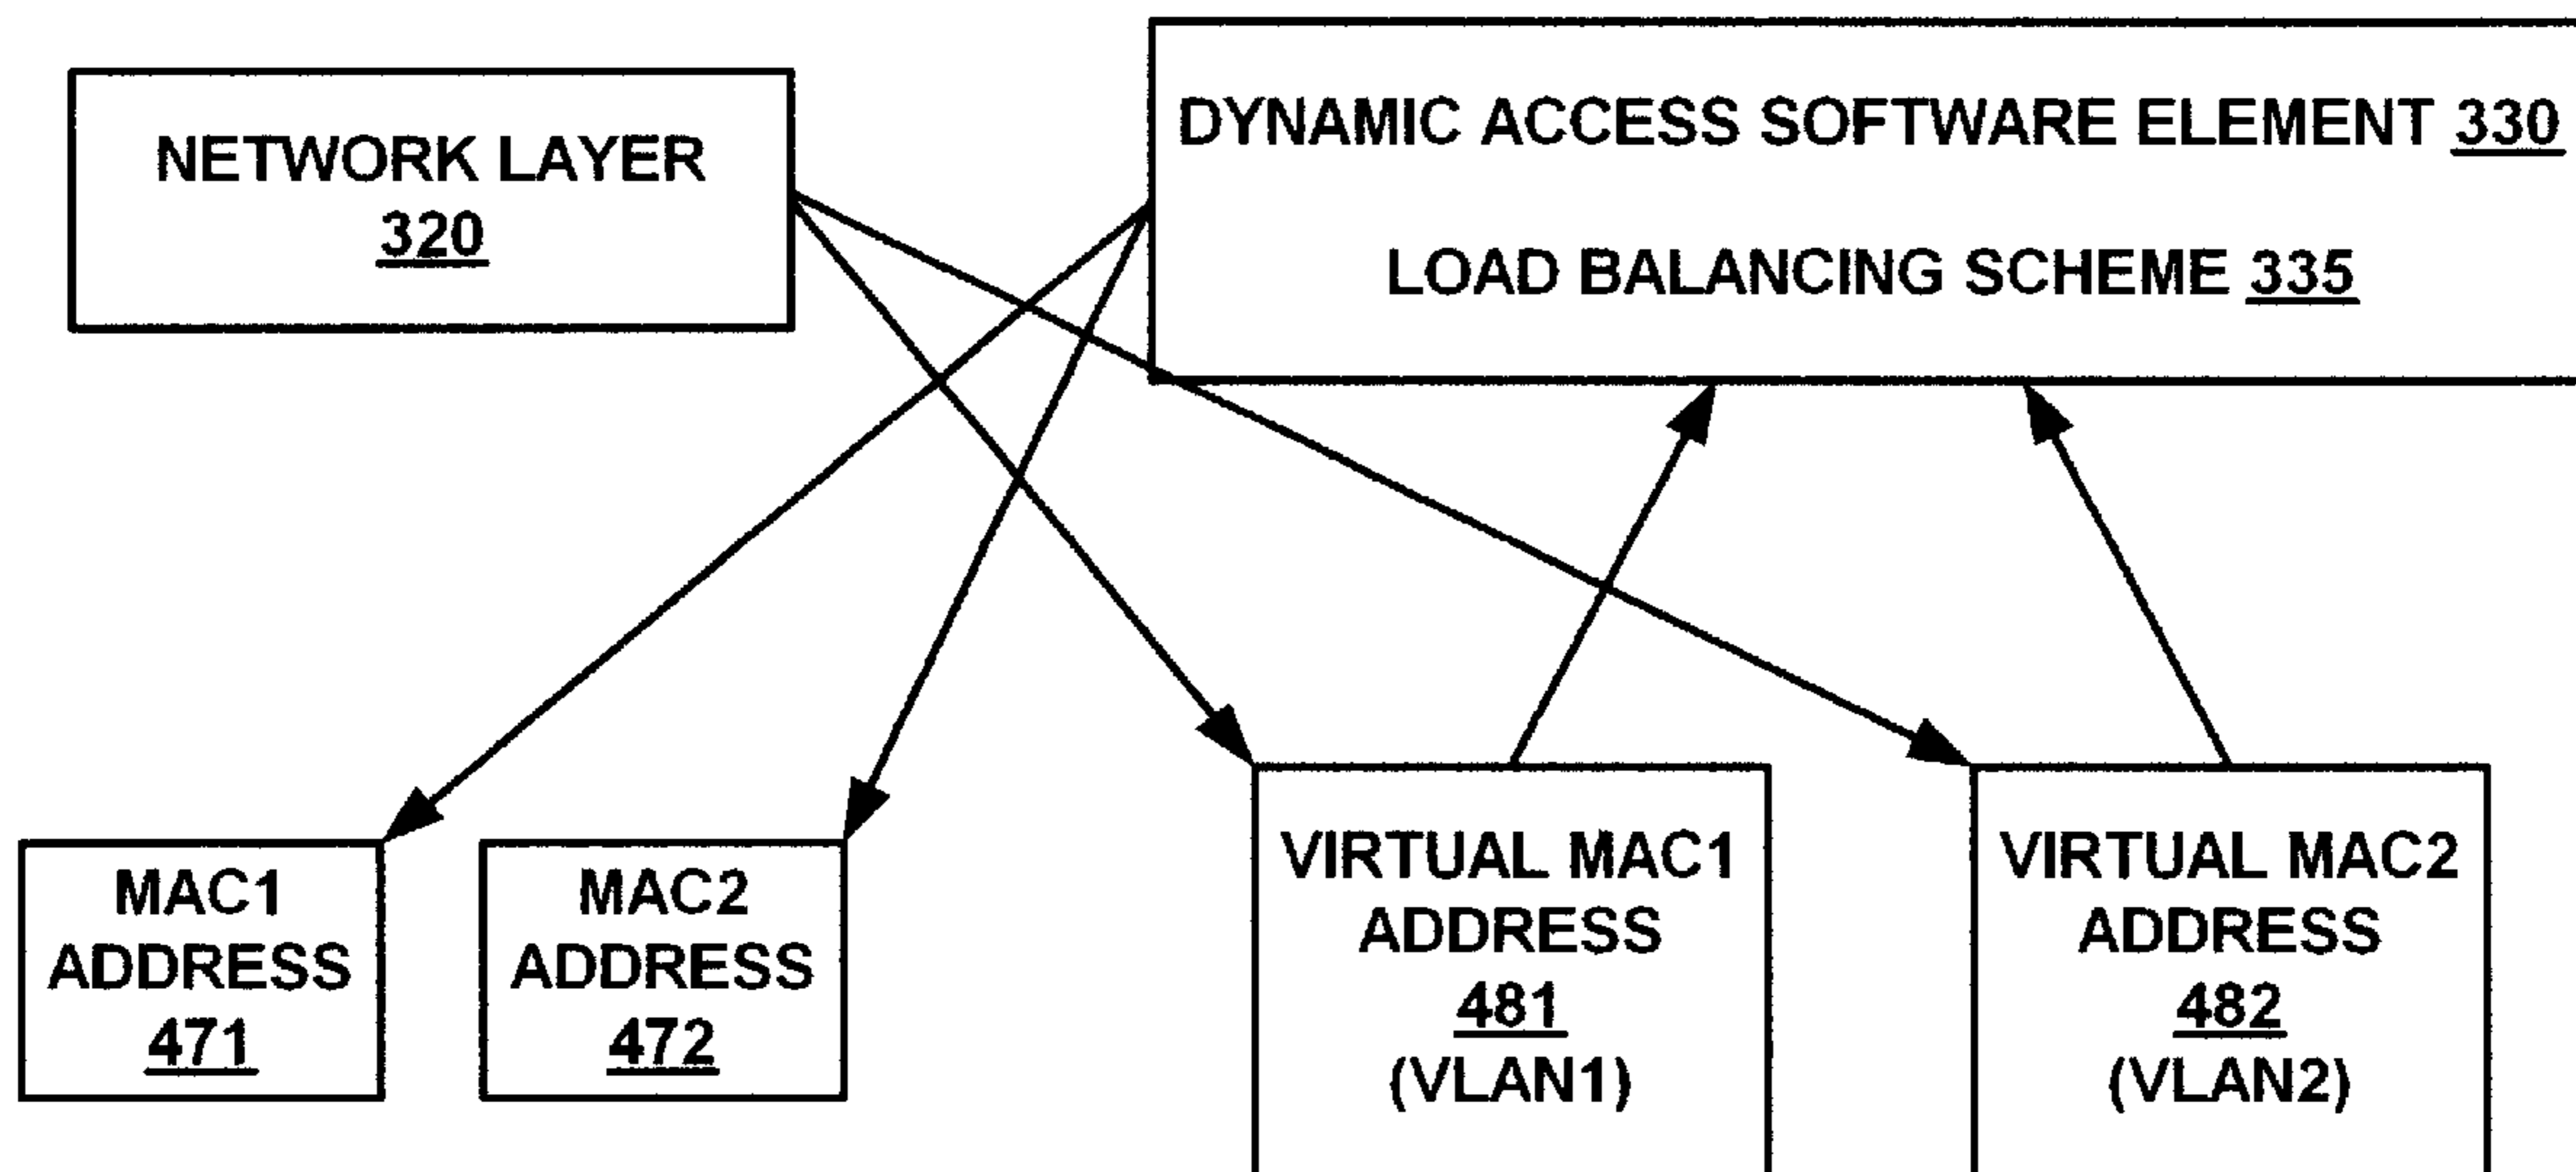 NETWORK LAYER
320
DYNAMIC ACCESS SOFTWARE ELEMENT 330
LOAD BALANCING SCHEME 335
MAC1
ADDRESS
471
MAC2
ADDRESS
472
VIRTUAL MAC1
ADDRESS
481
(VLAN1)
VIRTUAL MAC2
ADDRESS
482
(VLAN2)